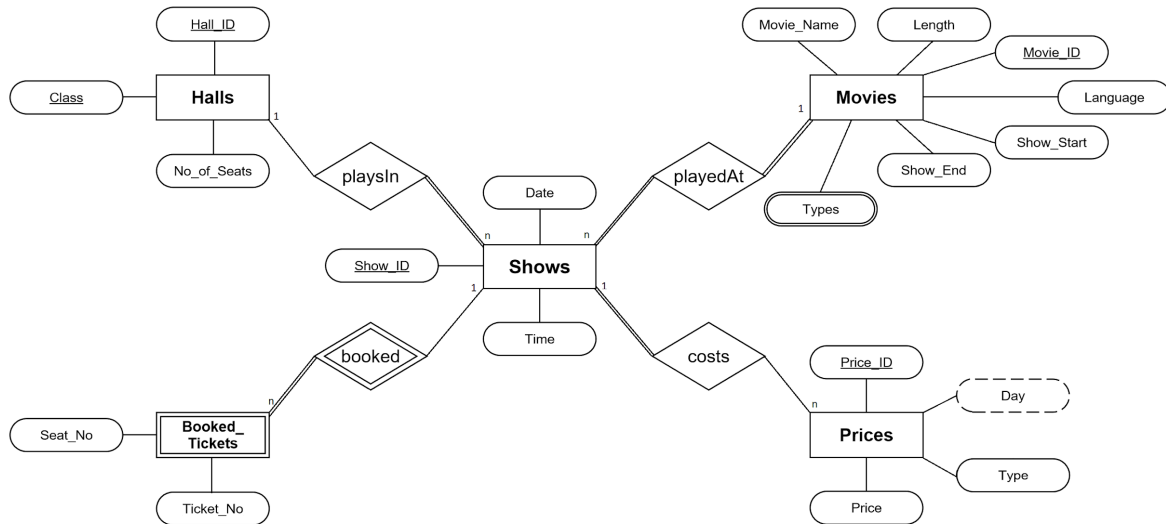 Hall_ID
Movie_Name
Length
Movie_ID
Class
Halls
Movies
Language
1
1
No_of_Seats
Show_Start
Show_End
playsIn
playedAt
Date
Types
n
n
Show_ID
Shows
1
1
Time
booked
costs
Price_ID
Day
n
n
Seat_No
Booked_
Tickets
Prices
Type
Ticket_No
Price